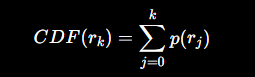 CDF(r_k) = \sum_{j=0}^{k} p(r_j)